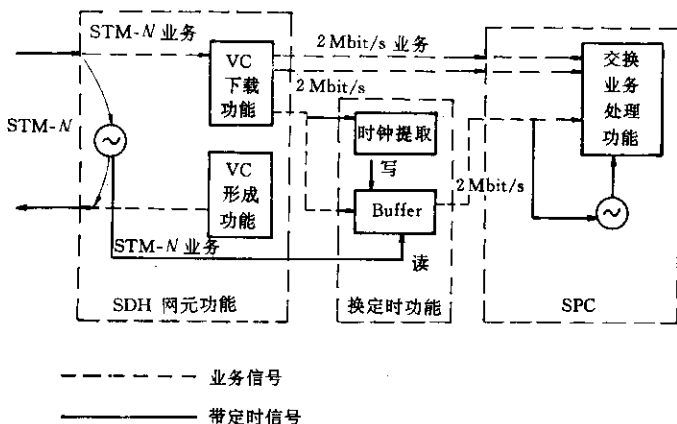 STM-N 业务
2 Mbit/s 业务
VC
下载
功能
交换
业务
处理
功能
2 Mbit/s
STM-N
时钟提取
写
2 Mbit/s
VC
形成
功能
Buffer
STM-N 业务
读
SDH 网元功能
换定时功能
SPC
业务信号
带定时信号